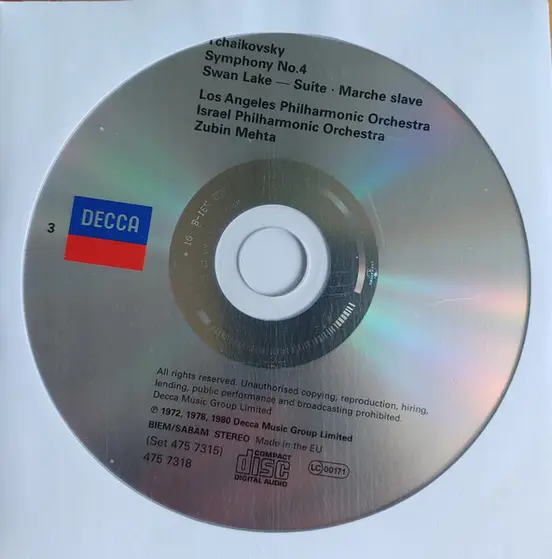 Tchaikovsky
Symphony No.4
Swan Lake — Suite · Marche slave
Los Angeles Philharmonic Orchestra
Israel Philharmonic Orchestra
Zubin Mehta
3
DECCA
All rights reserved. Unauthorised copying, reproduction, hiring,
lending, public performance and broadcasting prohibited.
Decca Music Group Limited
℗ 1972, 1978, 1980 Decca Music Group Limited
BIEM/SABAM STEREO Made in the EU
(Set 475 7315)
475 7318
COMPACT
disc
DIGITAL AUDIO
LC 00171